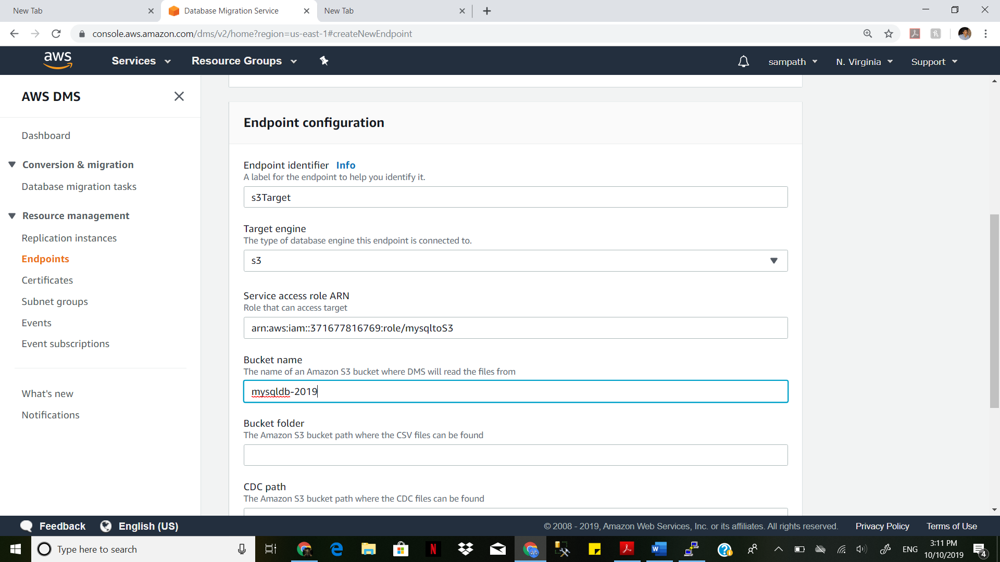 New Tab
Database Migration Service
New Tab
console.aws.amazon.com/dms/v2/home?region=us-east-1#createNewEndpoint
aws
Services
Resource Groups
sampath
N. Virginia
Support
AWS DMS
Dashboard
Conversion & migration
Database migration tasks
Resource management
Replication instances
Endpoints
Certificates
Subnet groups
Events
Event subscriptions
What's new
Notifications
Endpoint configuration
Endpoint identifier Info
A label for the endpoint to help you identify it.
s3Target
Target engine
The type of database engine this endpoint is connected to.
s3
Service access role ARN
Role that can access target
arn:aws:iam::371677816769:role/mysqltoS3
Bucket name
The name of an Amazon S3 bucket where DMS will read the files from
mysqldb-2019
Bucket folder
The Amazon S3 bucket path where the CSV files can be found
CDC path
The Amazon S3 bucket path where the CDC files can be found
Feedback
English (US)
© 2008 - 2019, Amazon Web Services, Inc. or its affiliates. All rights reserved.
Privacy Policy
Terms of Use
Type here to search
ENG
3:11 PM
10/10/2019
4